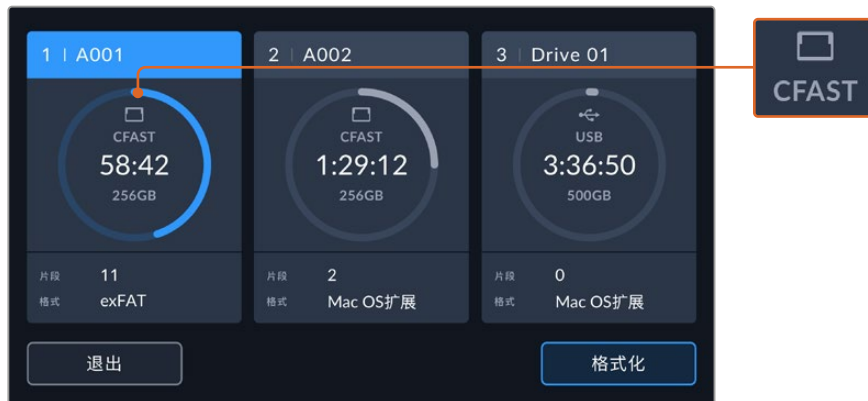 1 | A001
CFAST
58:42
256GB
片段 11
格式 exFAT
2 | A002
CFAST
1:29:12
256GB
片段 2
格式 Mac OS扩展
3 | Drive 01
USB
3:36:50
500GB
片段 0
格式 Mac OS扩展
退出
格式化
CFAST